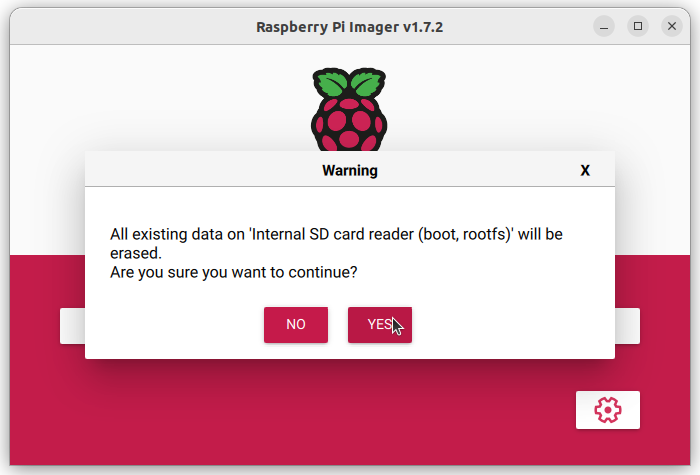 Raspberry Pi Imager v1.7.2
Warning
X
All existing data on 'Internal SD card reader (boot, rootfs)' will be
erased.
Are you sure you want to continue?
NO
YES